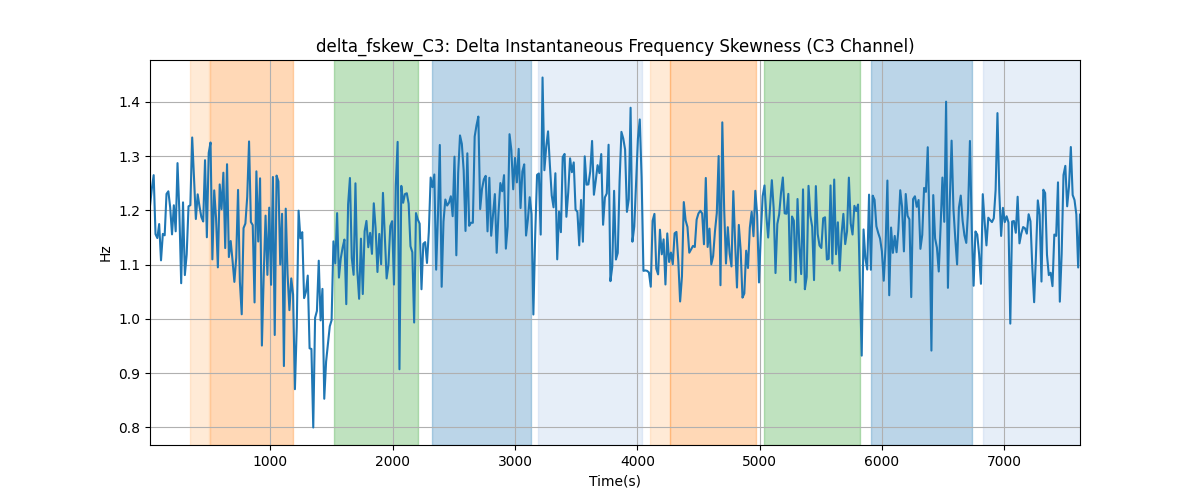 delta_fskew_C3: Delta Instantaneous Frequency Skewness (C3 Channel)
Hz
1.4
1.3
1.2
1.1
1.0
0.9
0.8
1000 2000 3000 4000 5000 6000 7000
Time(s)